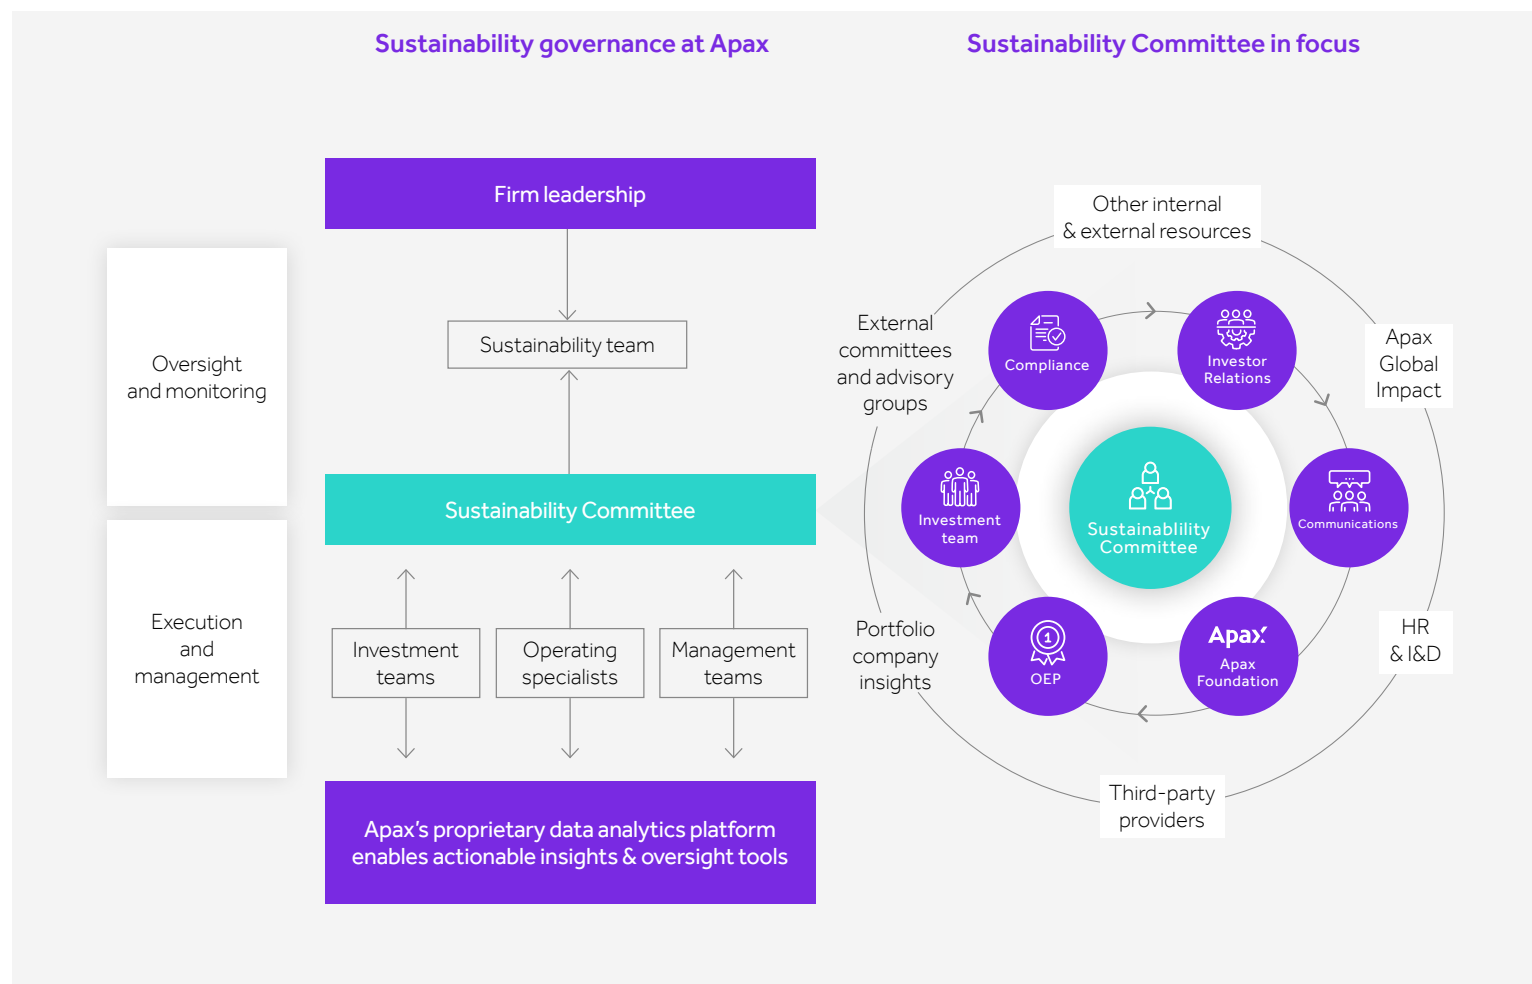 Sustainability governance at Apax
Firm leadership
Sustainability team
Oversight
and monitoring
Sustainability Committee
Execution
and
management
Investment
teams
Operating
specialists
Management
teams
Apax’s proprietary data analytics platform
enables actionable insights & oversight tools
Sustainability Committee in focus
Other internal
& external resources
External
committees
and advisory
groups
Apax
Global
Impact
Compliance
Investor
Relations
Investment
team
Sustainablility
Committee
...
Communications
1
OEP
Apax
Apax
Foundation
Portfolio
company
insights
HR
& I&D
Third-party
providers